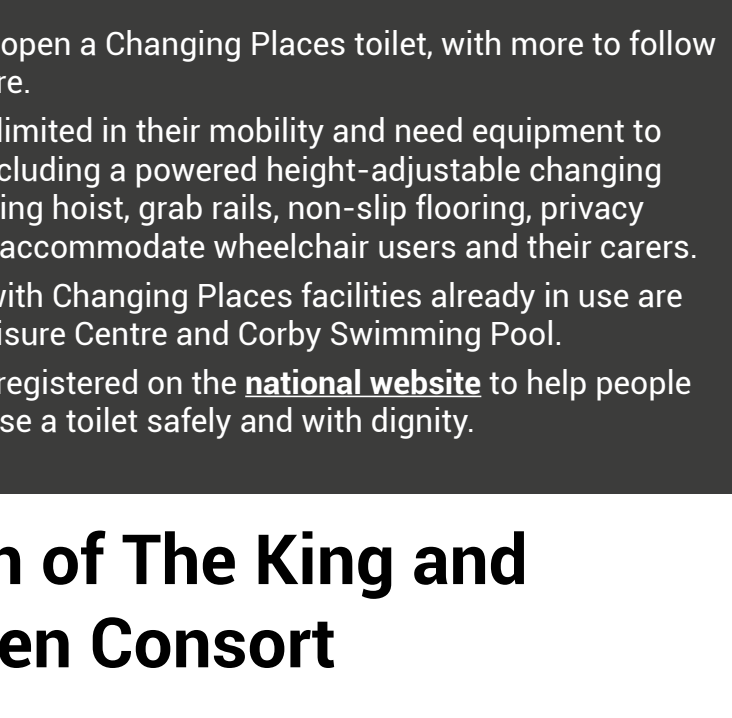 open a Changing Places toilet, with more to follow
re.
limited in their mobility and need equipment to
cluding a powered height-adjustable changing
ing hoist, grab rails, non-slip flooring, privacy
accommodate wheelchair users and their carers.
with Changing Places facilities already in use are
isure Centre and Corby Swimming Pool.
registered on the national website to help people
se a toilet safely and with dignity.
n of The King and
en Consort